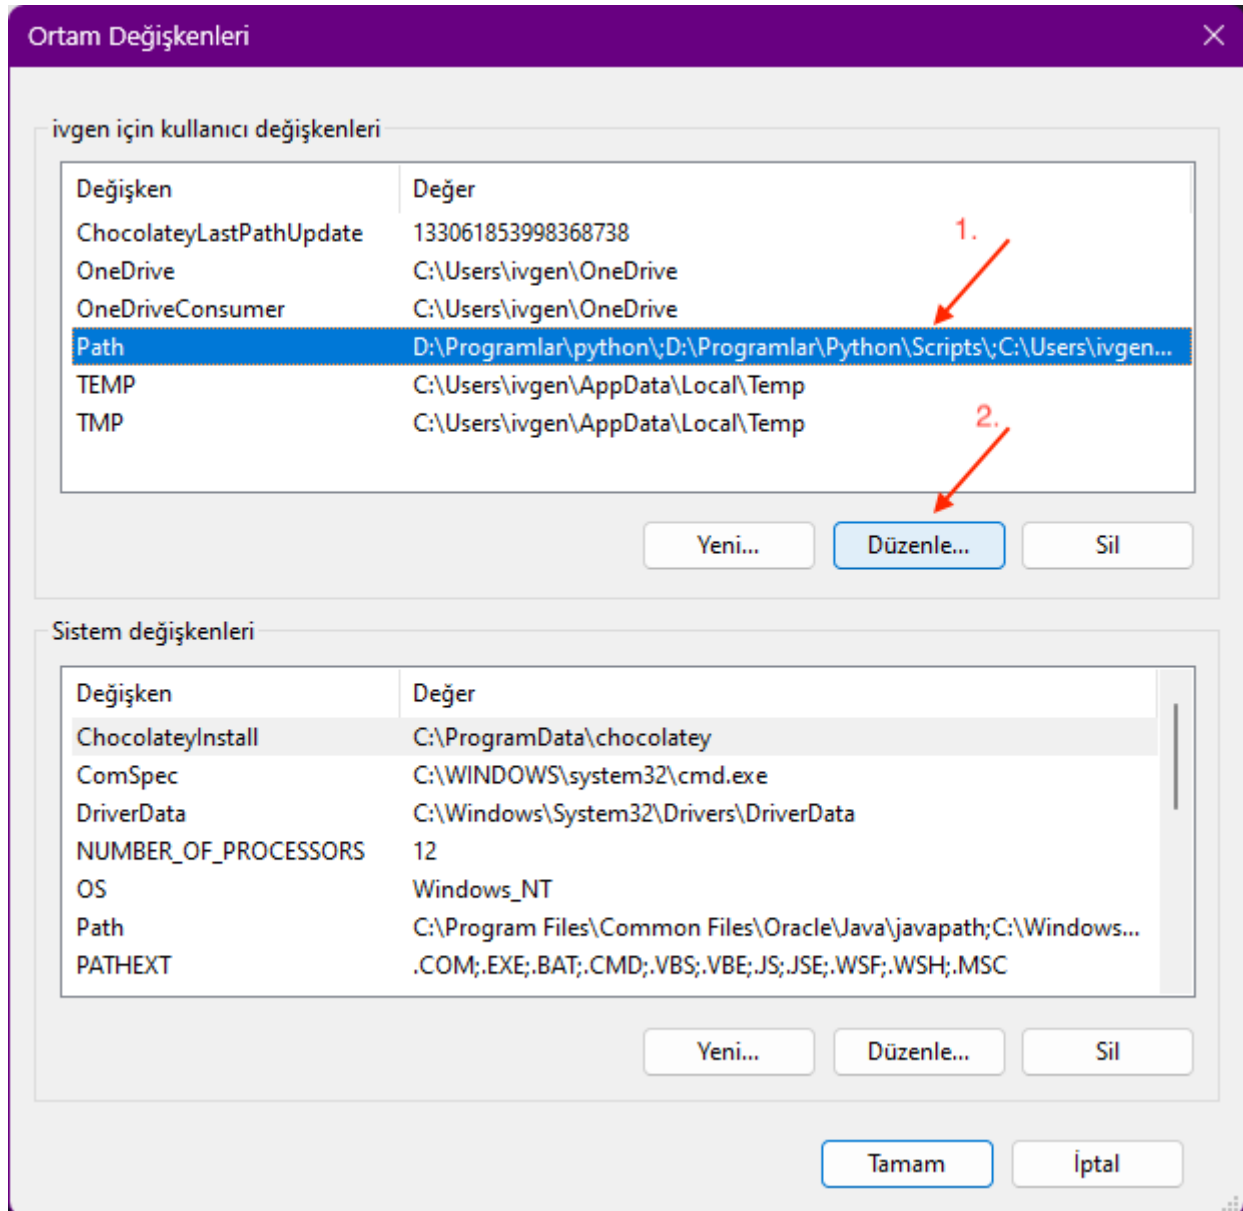 Ortam Değişkenleri
ivgen için kullanıcı değişkenleri
Değişken Değer
ChocolateyLastPathUpdate 133061853998368738
1.
OneDrive C:\Users\ivgen\OneDrive
OneDriveConsumer C:\Users\ivgen\OneDrive
Path D:\Programlar\python\;D:\Programlar\Python\Scripts\;C:\Users\ivgen...
TEMP C:\Users\ivgen\AppData\Local\Temp
TMP C:\Users\ivgen\AppData\Local\Temp
2.
Yeni... Düzenle... Sil
Sistem değişkenleri
Değişken Değer
ChocolateyInstall C:\ProgramData\chocolatey
ComSpec C:\WINDOWS\system32\cmd.exe
DriverData C:\Windows\System32\Drivers\DriverData
NUMBER_OF_PROCESSORS 12
OS Windows_NT
Path C:\Program Files\Common Files\Oracle\Java\javapath;C:\Windows...
PATHEXT .COM;.EXE;.BAT;.CMD;.VBS;.VBE;.JS;.JSE;.WSF;.WSH;.MSC
Yeni... Düzenle... Sil
Tamam İptal